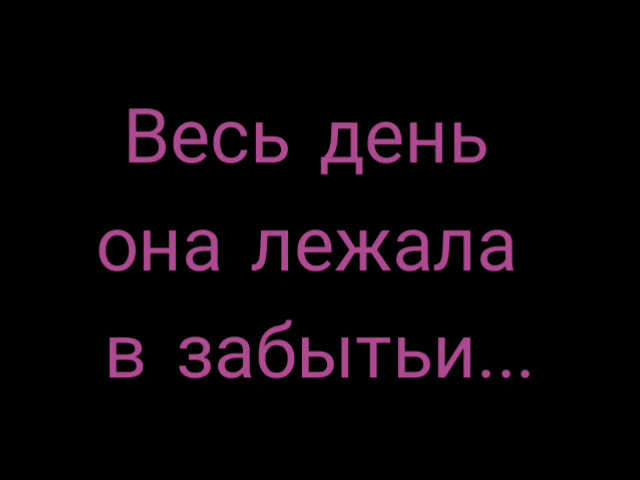 Весь день
она лежала
в забытьи...